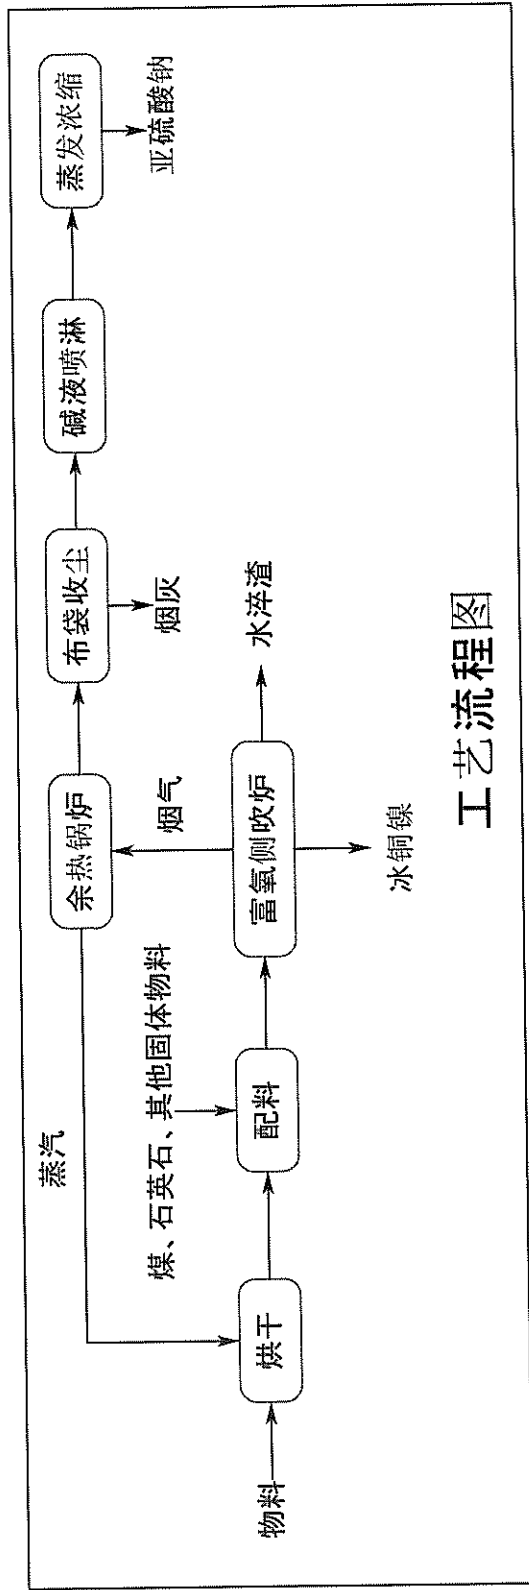 蒸汽
余热锅炉
布袋收尘
碱液喷淋
蒸发浓缩
烟气
烟灰
亚硫酸钠
煤、石英石、其他固体物料
物料
烘干
配料
富氧侧吹炉
水淬渣
冰铜镍
工艺流程图